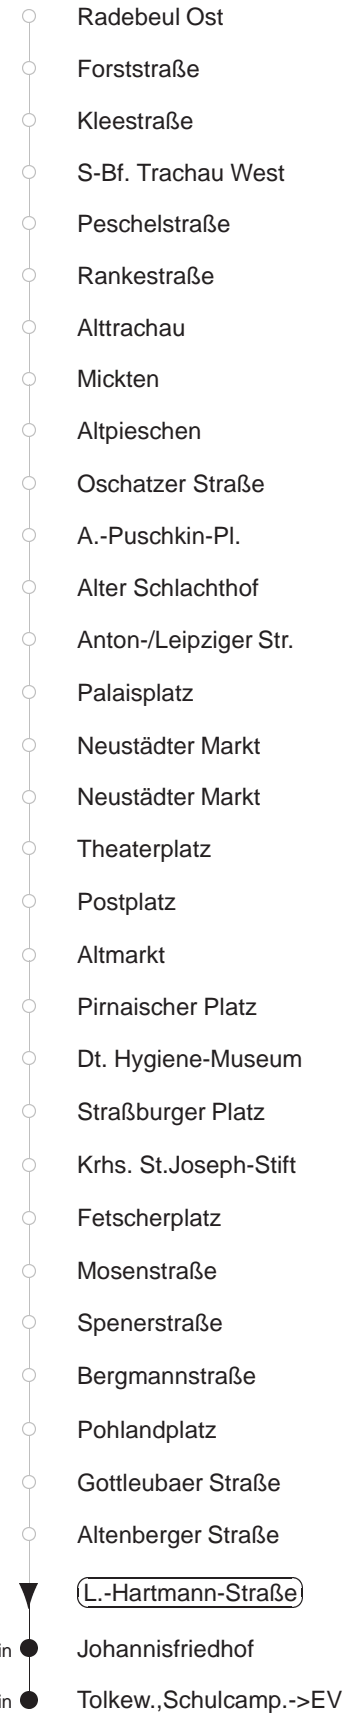 Radebeul Ost
Forststraße
Kleestraße
S-Bf. Trachau West
Peschelstraße
Rankestraße
Alttrachau
Mickten
Altpieschen
Oschatzer Straße
A.-Puschkin-Pl.
Alter Schlachthof
Anton-/Leipziger Str.
Palaisplatz
Neustädter Markt
Neustädter Markt
Theaterplatz
Postplatz
Altmarkt
Pirnaischer Platz
Dt. Hygiene-Museum
Straßburger Platz
Krhs. St.Joseph-Stift
Fetscherplatz
Mosenstraße
Spenerstraße
Bergmannstraße
Pohlandplatz
Gottleubaer Straße
Altenberger Straße
L.-Hartmann-Straße
Johannisfriedhof
Tolkew.,Schulcamp.->EV